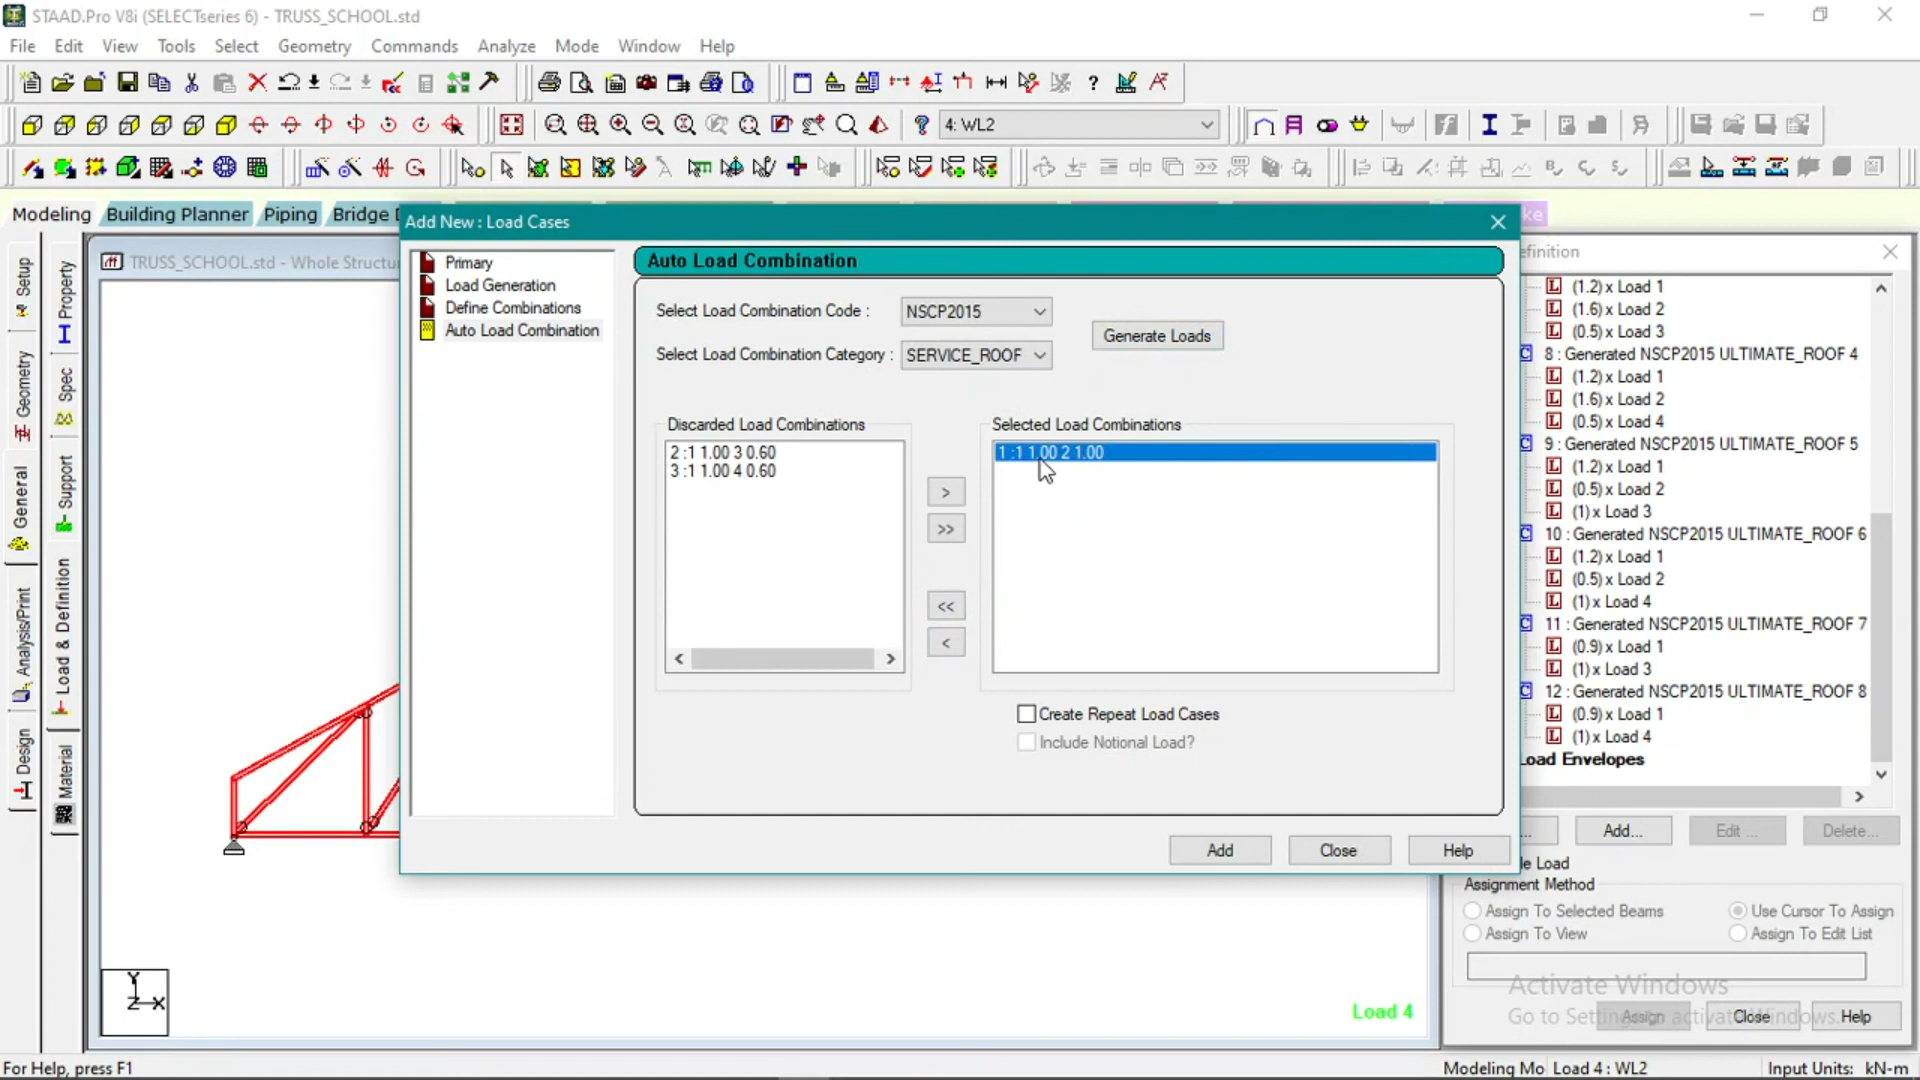 STAAD.Pro V8i (SELECTseries 6) - TRUSS_SCHOOL.std
File Edit View Tools Select Geometry Commands Analyze Mode Window Help
4: WL2
Modeling Building Planner Piping Bridge
TRUSS_SCHOOL.std - Whole Structu
Setup
Geometry
General
Analysis/Print
Design
Property
Spec
Support
Load & Definition
Material
Add New : Load Cases
Primary
Load Generation
Define Combinations
Auto Load Combination
Auto Load Combination
Select Load Combination Code : NSCP2015
Generate Loads
Select Load Combination Category : SERVICE_ROOF
Discarded Load Combinations
2 :1 1.00 3 0.60
3 :1 1.00 4 0.60
>
>>
<<
<
Selected Load Combinations
1 :1 1.00 2 1.00
Create Repeat Load Cases
Include Notional Load?
Add Close Help
efinition
(1.2) x Load 1
(1.6) x Load 2
(0.5) x Load 3
8 : Generated NSCP2015 ULTIMATE_ROOF 4
(1.2) x Load 1
(1.6) x Load 2
(0.5) x Load 4
9 : Generated NSCP2015 ULTIMATE_ROOF 5
(1.2) x Load 1
(0.5) x Load 2
(1) x Load 3
10 : Generated NSCP2015 ULTIMATE_ROOF 6
(1.2) x Load 1
(0.5) x Load 2
(1) x Load 4
11 : Generated NSCP2015 ULTIMATE_ROOF 7
(0.9) x Load 1
(1) x Load 3
12 : Generated NSCP2015 ULTIMATE_ROOF 8
(0.9) x Load 1
(1) x Load 4
Load Envelopes
... Add... Edit ... Delete...
le Load
Assignment Method
Assign To Selected Beams Use Cursor To Assign
Assign To View Assign To Edit List
Activate Windows
Assign Close Help
Y
Z X
Load 4
For Help, press F1
Modeling Mo Load 4 : WL2 Input Units: kN-m